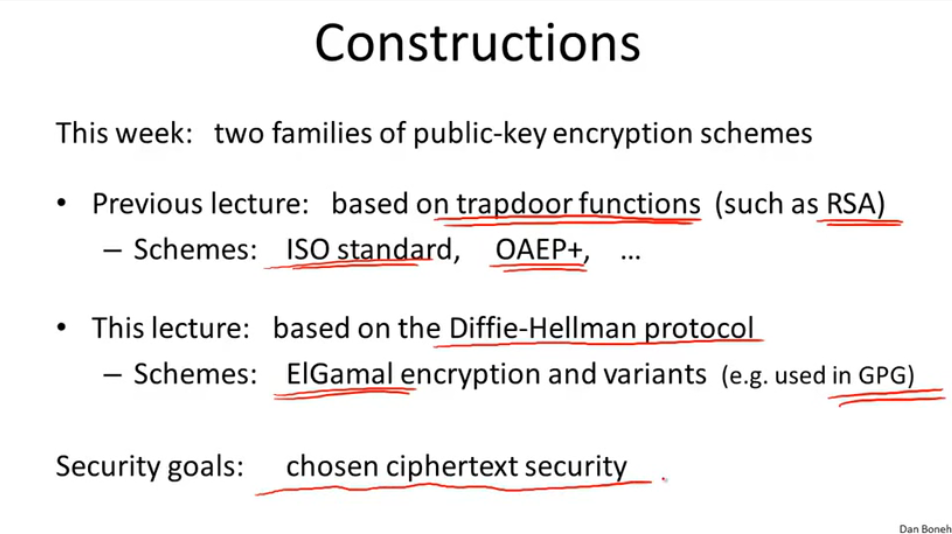 Constructions
This week: two families of public-key encryption schemes
• Previous lecture: based on trapdoor functions (such as RSA)
– Schemes: ISO standard, OAEP+, ...
• This lecture: based on the Diffie-Hellman protocol
– Schemes: ElGamal encryption and variants (e.g. used in GPG)
Security goals: chosen ciphertext security
Dan Boneh